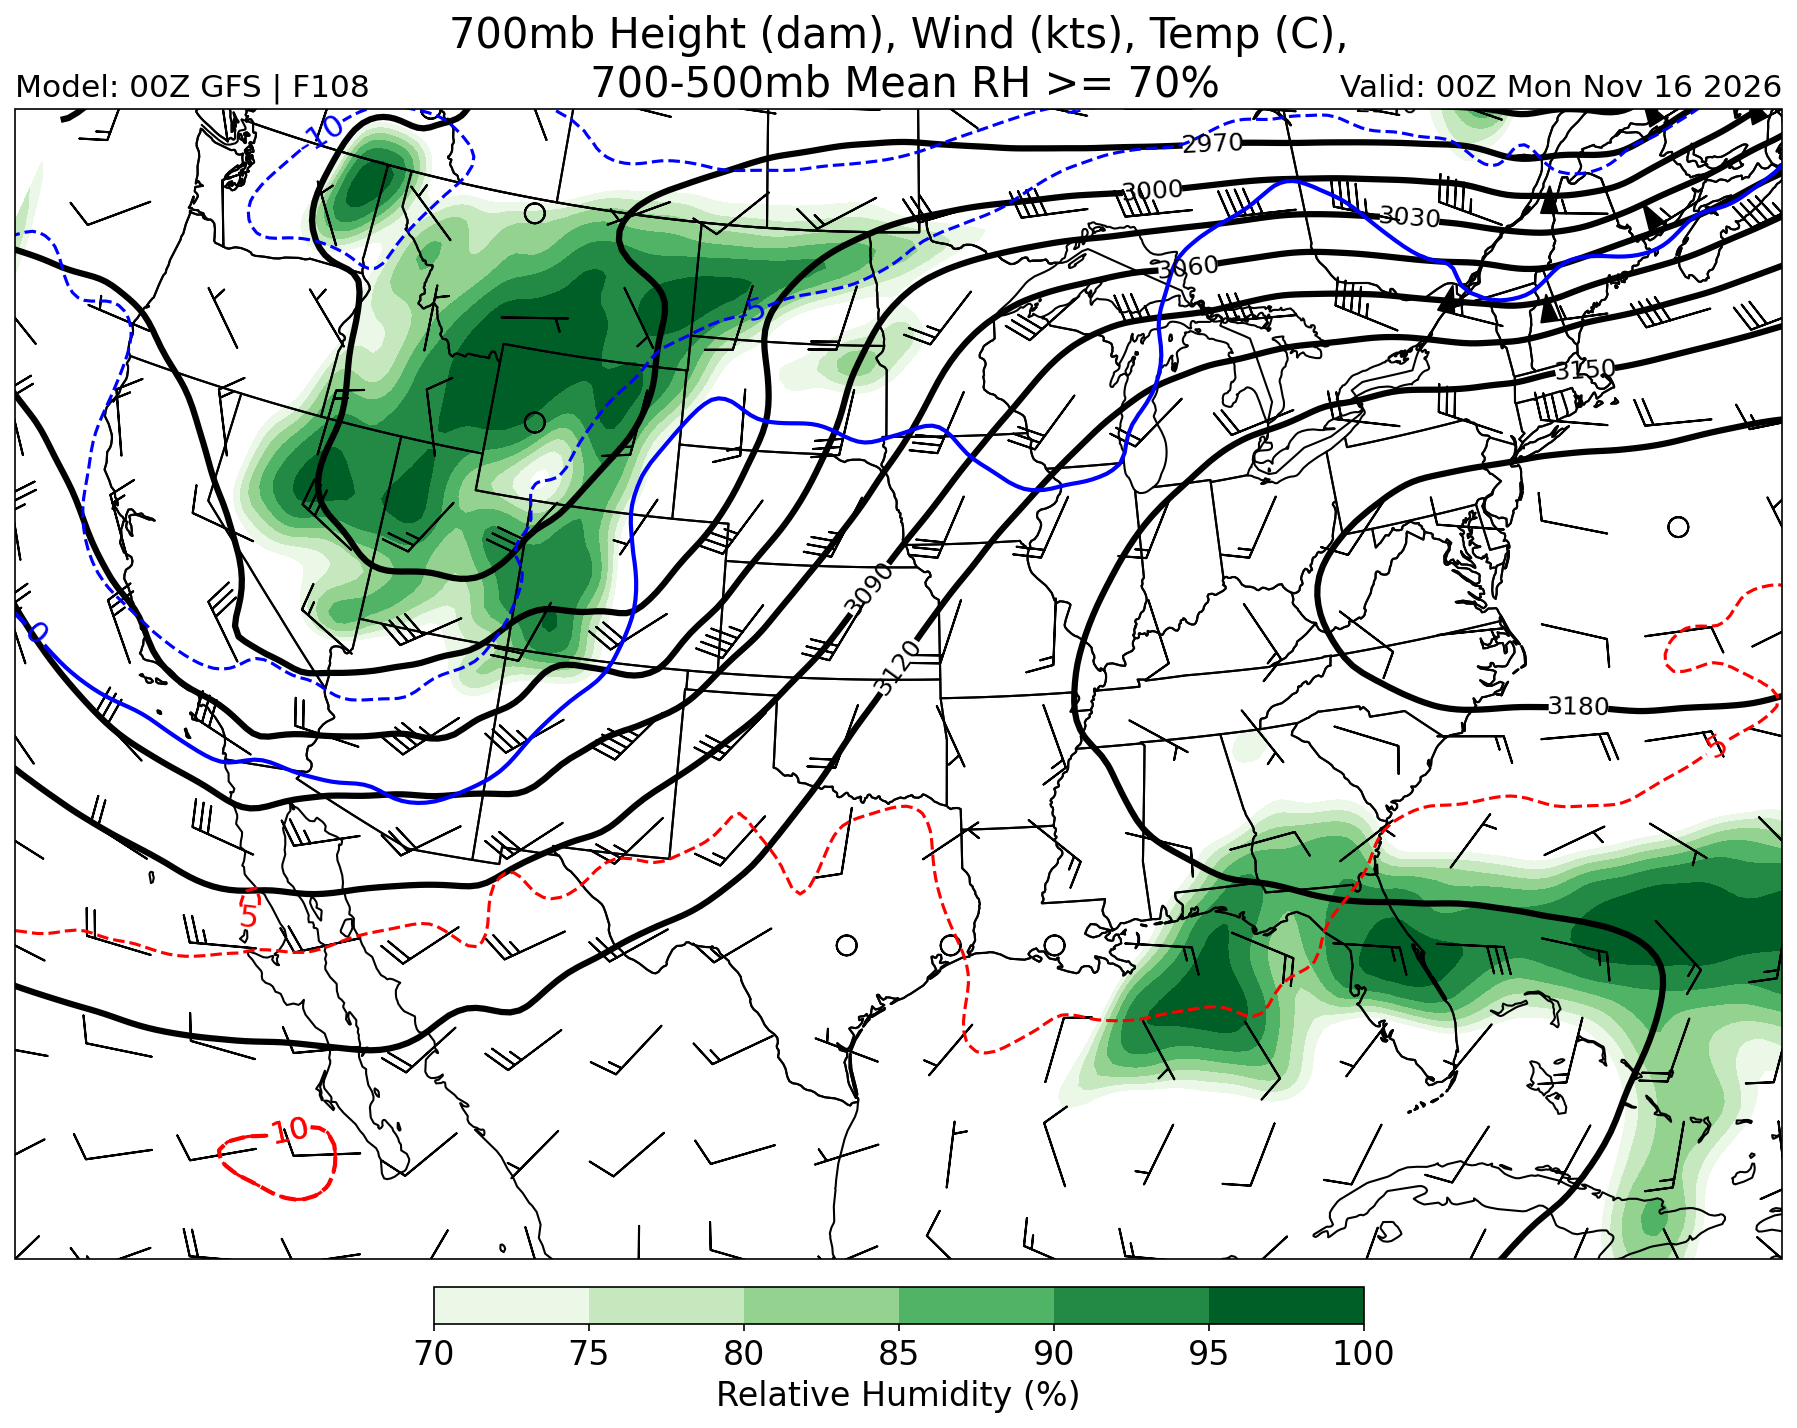 700mb Height (dam), Wind (kts), Temp (C),
700-500mb Mean RH >= 70%
Model: 00Z GFS | F108
Valid: 00Z Mon Nov 16 2026
10
2970
3000
3030
3060
-5
3150
3090
0
3120
3180
5
5
10
70 75 80 85 90 95 100
Relative Humidity (%)